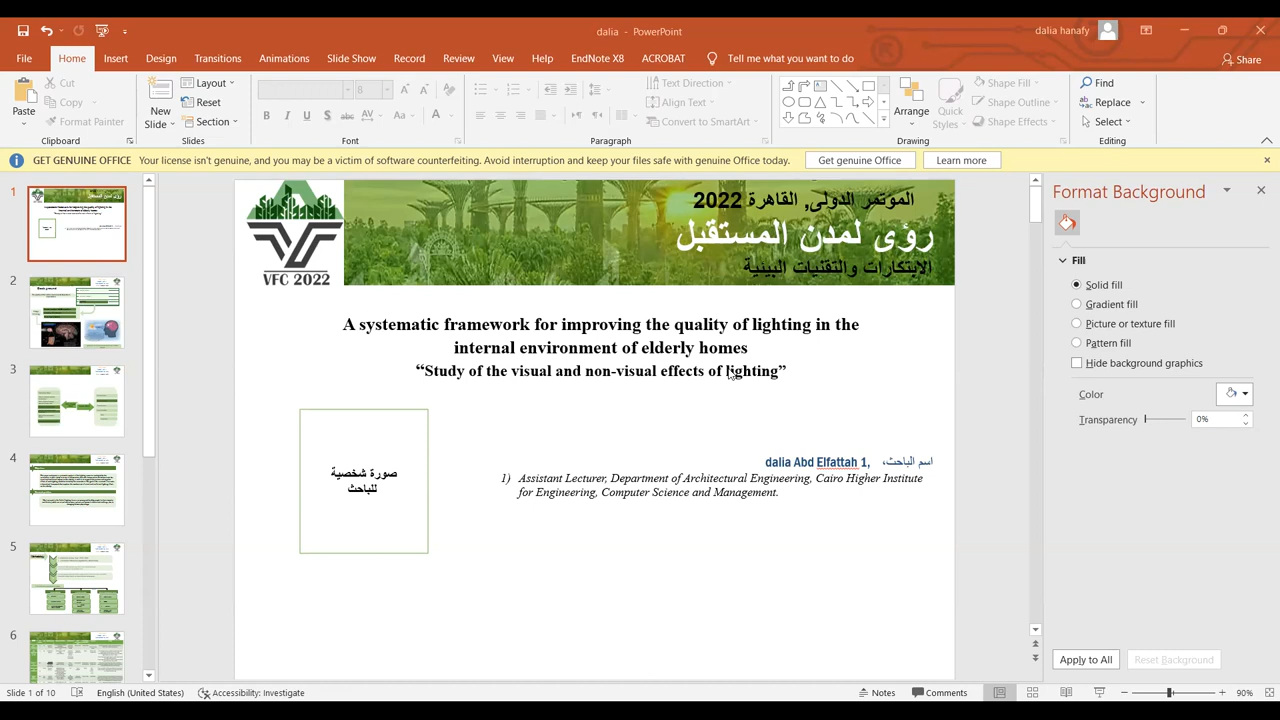 dalia - PowerPoint
dalia hanafy
File Home Insert Design Transitions Animations Slide Show Record Review View Help EndNote X8 ACROBAT Tell me what you want to do
Share
Paste
Cut
Copy
Format Painter
Clipboard
New Slide
Layout
Reset
Section
Slides
Font
Text Direction
Align Text
Convert to SmartArt
Paragraph
Arrange
Quick Styles
Shape Fill
Shape Outline
Shape Effects
Drawing
Find
Replace
Select
Editing
GET GENUINE OFFICE Your license isn't genuine, and you may be a victim of software counterfeiting. Avoid interruption and keep your files safe with genuine Office today. Get genuine Office Learn more
1
2
3
4
5
6
VFC 2022
المؤتمر الدولى, القاهرة 2022
رؤى لمدن المستقبل
الإبتكارات والتقنيات البينية
A systematic framework for improving the quality of lighting in the
internal environment of elderly homes
“Study of the visual and non-visual effects of lighting”
صورة شخصية
للباحث
dalia Abd Elfattah 1, اسم الباحث،
1) Assistant Lecturer, Department of Architectural Engineering, Cairo Higher Institute
for Engineering, Computer Science and Management.
Format Background
Fill
Solid fill
Gradient fill
Picture or texture fill
Pattern fill
Hide background graphics
Color
Transparency 0%
Apply to All Reset Background
Slide 1 of 10 English (United States) Accessibility: Investigate Notes Comments 90%